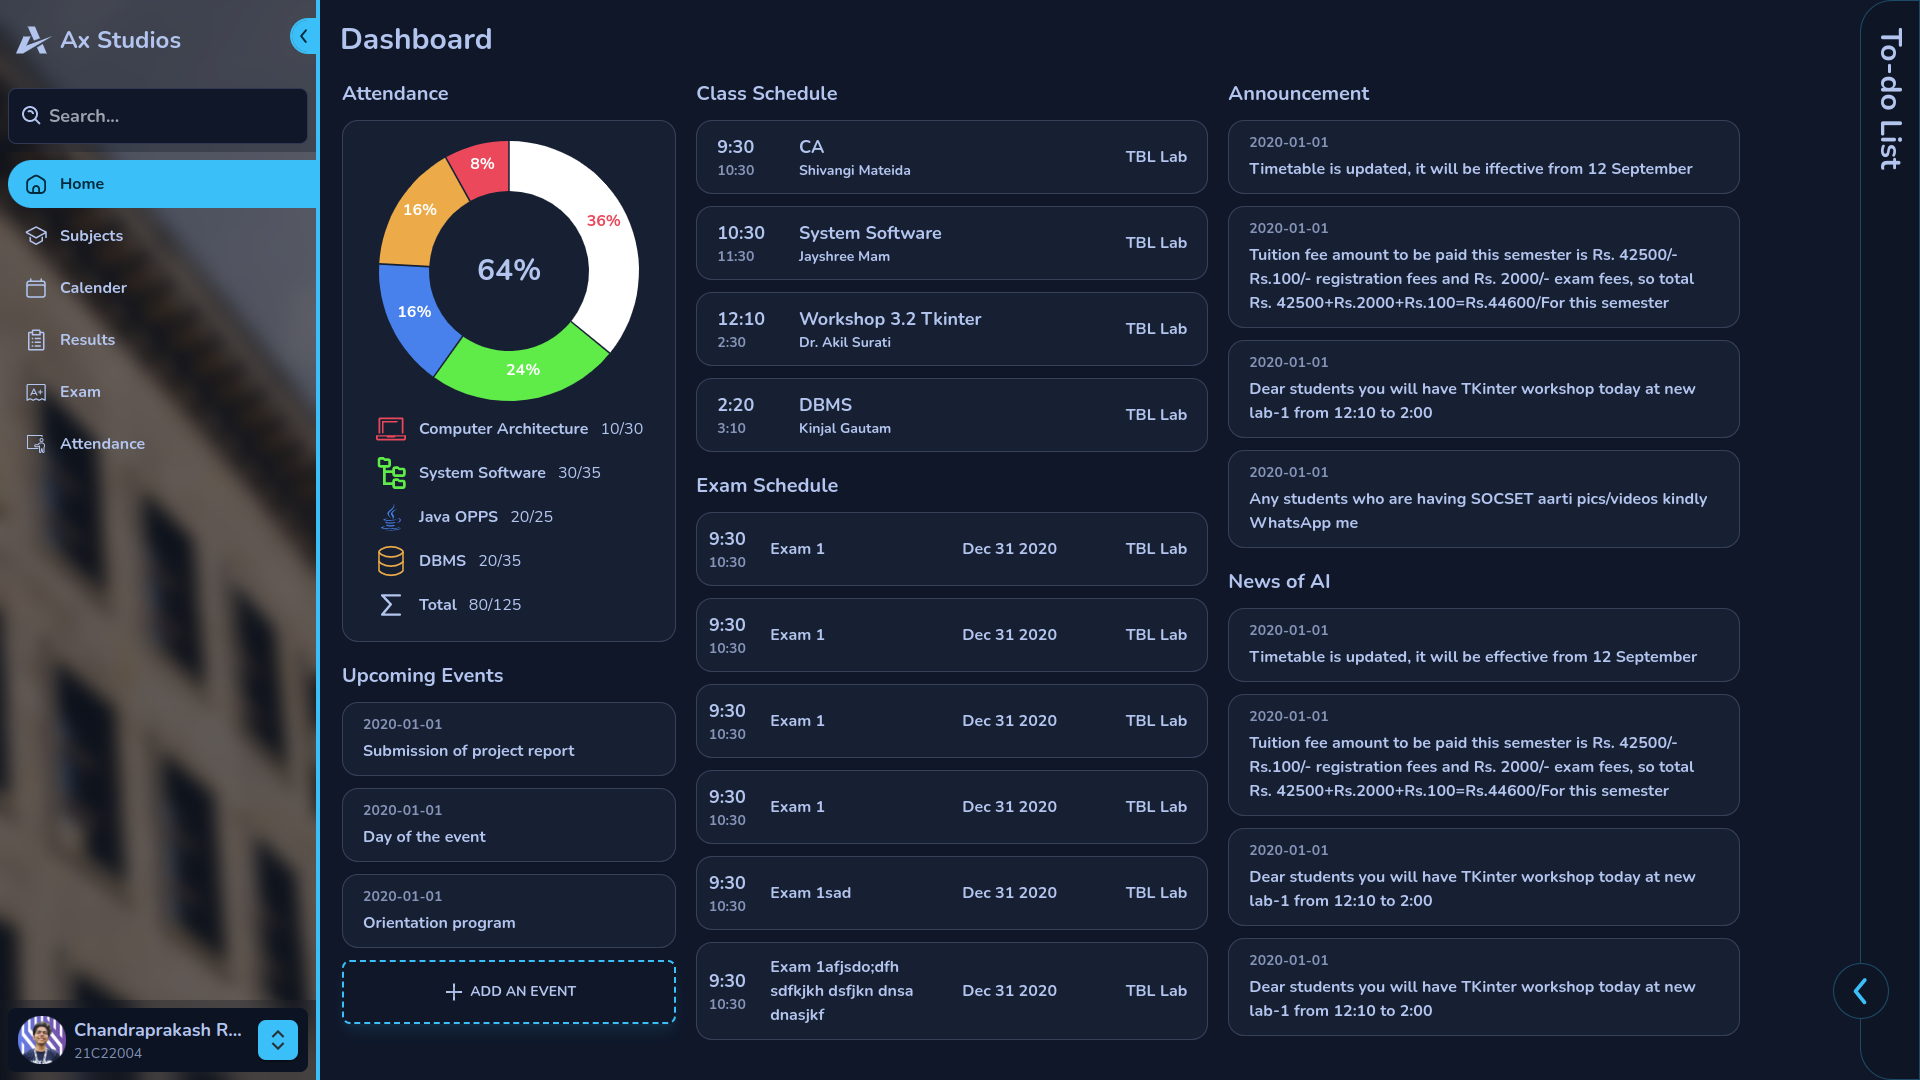 Ax Studios
Search...
Home
Subjects
Calender
Results
A+
Exam
Attendance
Chandraprakash R...
21C22004
Dashboard
Attendance
8%
36%
16%
64%
16%
24%
Computer Architecture 10/30
System Software 30/35
Java OPPS 20/25
DBMS 20/35
Total 80/125
Upcoming Events
2020-01-01
Submission of project report
2020-01-01
Day of the event
2020-01-01
Orientation program
ADD AN EVENT
Class Schedule
9:30 CA
10:30 Shivangi Mateida
TBL Lab
10:30 System Software
11:30 Jayshree Mam
TBL Lab
12:10 Workshop 3.2 Tkinter
2:30 Dr. Akil Surati
TBL Lab
2:20 DBMS
3:10 Kinjal Gautam
TBL Lab
Exam Schedule
9:30
10:30
Exam 1 Dec 31 2020 TBL Lab
9:30
10:30
Exam 1 Dec 31 2020 TBL Lab
9:30
10:30
Exam 1 Dec 31 2020 TBL Lab
9:30
10:30
Exam 1 Dec 31 2020 TBL Lab
9:30
10:30
Exam 1sad Dec 31 2020 TBL Lab
9:30
10:30
Exam 1afjsdo;dfh
sdfkjkh dsfjkn dnsa
dnasjkf
Dec 31 2020 TBL Lab
Announcement
2020-01-01
Timetable is updated, it will be iffective from 12 September
2020-01-01
Tuition fee amount to be paid this semester is Rs. 42500/-
Rs.100/- registration fees and Rs. 2000/- exam fees, so total
Rs. 42500+Rs.2000+Rs.100=Rs.44600/For this semester
2020-01-01
Dear students you will have TKinter workshop today at new
lab-1 from 12:10 to 2:00
2020-01-01
Any students who are having SOCSET aarti pics/videos kindly
WhatsApp me
News of AI
2020-01-01
Timetable is updated, it will be effective from 12 September
2020-01-01
Tuition fee amount to be paid this semester is Rs. 42500/-
Rs.100/- registration fees and Rs. 2000/- exam fees, so total
Rs. 42500+Rs.2000+Rs.100=Rs.44600/For this semester
2020-01-01
Dear students you will have TKinter workshop today at new
lab-1 from 12:10 to 2:00
2020-01-01
Dear students you will have TKinter workshop today at new
lab-1 from 12:10 to 2:00
To-do List